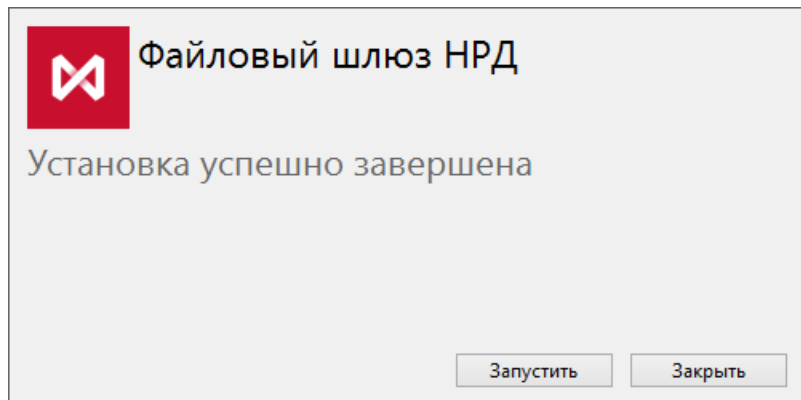 Файловый шлюз НРД
Установка успешно завершена
Запустить
Закрыть